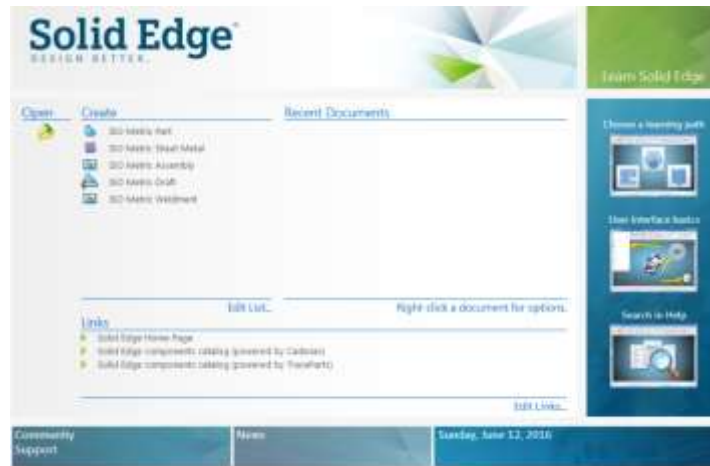 Solid Edge
DESIGN BETTER.
Learn Solid Edge
Open
Create
Recent Documents
ISO Metric Part
ISO Metric Sheet Metal
ISO Metric Assembly
ISO Metric Draft
ISO Metric Weldment
Edit List...
Right-click a document for options.
Links
Solid Edge Home Page
Solid Edge components catalog (powered by Cadenas)
Solid Edge components catalog (powered by TraceParts)
Edit Links...
Choose a learning path
User Interface basics
Search in Help
Community
Support
News
Sunday, June 12, 2016